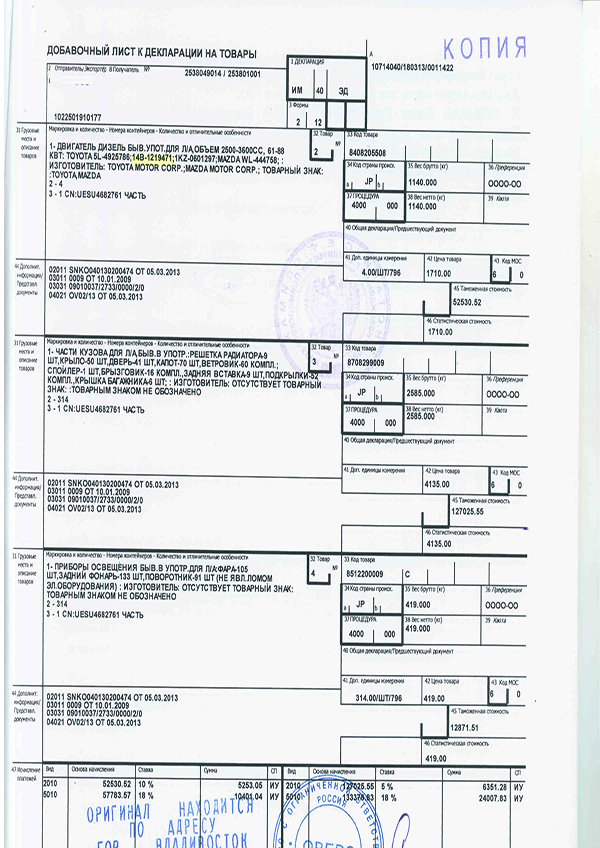 КОПИЯ
ДОБАВОЧНЫЙ ЛИСТ К ДЕКЛАРАЦИИ НА ТОВАРЫ
2 Отправитель/Экспортёр 8 Получатель №
2538049014 / 253801001
1022501910177
1 ДЕКЛАРАЦИЯ
ИМ 40 ЭД
3 Формы
2 12
A
10714040/180313/0011422
31 Грузовые места и описание товаров
Маркировка и количество - Номера контейнеров - Количество и отличительные особенности
1- ДВИГАТЕЛЬ ДИЗЕЛЬ БЫВ.УПОТ.ДЛЯ Л/А,ОБЪЕМ 2500-3600СС, 61-88
КВТ: TOYOTA 5L-4925786;14B-1219471;1KZ-0601297;MAZDA WL-444758; :
ИЗГОТОВИТЕЛЬ: TOYOTA MOTOR CORP.;MAZDA MOTOR CORP.; ТОВАРНЫЙ ЗНАК:
:TOYOTA,MAZDA
2 - 4
3 - 1 CN:UESU4682761 ЧАСТЬ
32 Товар
2 №
33 Код товара
8408205508
34 Код страны происх.
a JP b
35 Вес брутто (кг)
1140.000
36 Преференция
ОООО-ОО
37 ПРОЦЕДУРА
4000 000
38 Вес нетто (кг)
1140.000
39 Квота
40 Общая декларация/Предшествующий документ
41 Доп. единицы измерения
4.00/ШТ/796
42 Цена товара
1710.00
43 Код МОС
6 0
44 Дополнит. информация/ Представл. документы
02011 SNKO040130200474 ОТ 05.03.2013
03011 0009 ОТ 10.01.2009
03031 09010037/2733/0000/2/0
04021 OV02/13 ОТ 05.03.2013
45 Таможенная стоимость
52530.52
46 Статистическая стоимость
1710.00
31 Грузовые места и описание товаров
Маркировка и количество - Номера контейнеров - Количество и отличительные особенности
1- ЧАСТИ КУЗОВА ДЛЯ Л/А,БЫВ.В УПОТР.:РЕШЕТКА РАДИАТОРА-9
ШТ,КРЫЛО-50 ШТ,ДВЕРЬ-41 ШТ,КАПОТ-70 ШТ,ВЕТРОВИК-60 КОМПЛ.;
СПОЙЛЕР-1 ШТ,БРЫЗГОВИК-16 КОМПЛ.,ЗАДНЯЯ ВСТАВКА-9 ШТ,ПОДКРЫЛКИ-52
КОМПЛ.,КРЫШКА БАГАЖНИКА-6 ШТ; : ИЗГОТОВИТЕЛЬ: ОТСУТСТВУЕТ ТОВАРНЫЙ
ЗНАК: :ТОВАРНЫМ ЗНАКОМ НЕ ОБОЗНАЧЕНО
2 - 314
3 - 1 CN:UESU4682761 ЧАСТЬ
32 Товар
3 №
33 Код товара
8708299009
34 Код страны происх.
a JP b
35 Вес брутто (кг)
2585.000
36 Преференция
ОООО-ОО
37 ПРОЦЕДУРА
4000 000
38 Вес нетто (кг)
2585.000
39 Квота
40 Общая декларация/Предшествующий документ
41 Доп. единицы измерения
42 Цена товара
4135.00
43 Код МОС
6 0
44 Дополнит. информация/ Представл. документы
02011 SNKO040130200474 ОТ 05.03.2013
03011 0009 ОТ 10.01.2009
03031 09010037/2733/0000/2/0
04021 OV02/13 ОТ 05.03.2013
45 Таможенная стоимость
127025.55
46 Статистическая стоимость
4135.00
31 Грузовые места и описание товаров
Маркировка и количество - Номера контейнеров - Количество и отличительные особенности
1- ПРИБОРЫ ОСВЕЩЕНИЯ БЫВ.В УПОТР.ДЛЯ Л/А:ФАРА-105
ШТ,ЗАДНИЙ ФОНАРЬ-133 ШТ,ПОВОРОТНИК-91 ШТ (НЕ ЯВЛ.ЛОМОМ
ЭЛ.ОБОРУДОВАНИЯ) : ИЗГОТОВИТЕЛЬ: ОТСУТСТВУЕТ ТОВАРНЫЙ ЗНАК:
ТОВАРНЫМ ЗНАКОМ НЕ ОБОЗНАЧЕНО
2 - 314
3 - 1 CN:UESU4682761 ЧАСТЬ
32 Товар
4 №
33 Код товара
8512200009 С
34 Код страны происх.
a JP b
35 Вес брутто (кг)
419.000
36 Преференция
ОООО-ОО
37 ПРОЦЕДУРА
4000 000
38 Вес нетто (кг)
419.000
39 Квота
40 Общая декларация/Предшествующий документ
41 Доп. единицы измерения
314.00/ШТ/796
42 Цена товара
419.00
43 Код МОС
6 0
44 Дополнит. информация/ Представл. документы
02011 SNKO040130200474 ОТ 05.03.2013
03011 0009 ОТ 10.01.2009
03031 09010037/2733/0000/2/0
04021 OV02/13 ОТ 05.03.2013
45 Таможенная стоимость
12871.51
46 Статистическая стоимость
419.00
47 Исчисление платежей
Вид Основа начисления Ставка Сумма СП Вид Основа начисления Ставка Сумма СП
2010 52530.52 10 % 5253.05 ИУ 2010 127025.55 5 % 6351.28 ИУ
5010 57783.57 18 % 10401.04 ИУ 5010 133376.83 18 % 24007.83 ИУ
ОРИГИНАЛ НАХОДИТСЯ
ПО АДРЕСУ
ГОР. ВЛАДИВОСТОК
С ОГРАНИЧЕННОЙ ОТВЕТСТВЕ
РОССИЯ